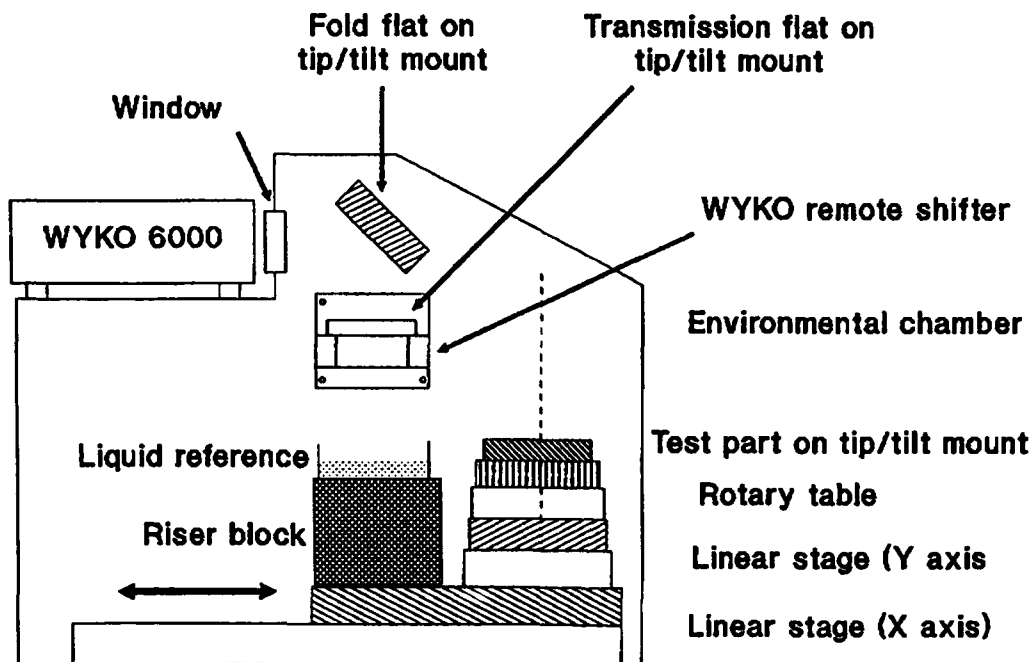 Fold flat on
tip/tilt mount
Transmission flat on
tip/tilt mount
Window
WYKO 6000
WYKO remote shifter
Environmental chamber
Liquid reference
Test part on tip/tilt mount
Rotary table
Riser block
Linear stage (Y axis
Linear stage (X axis)